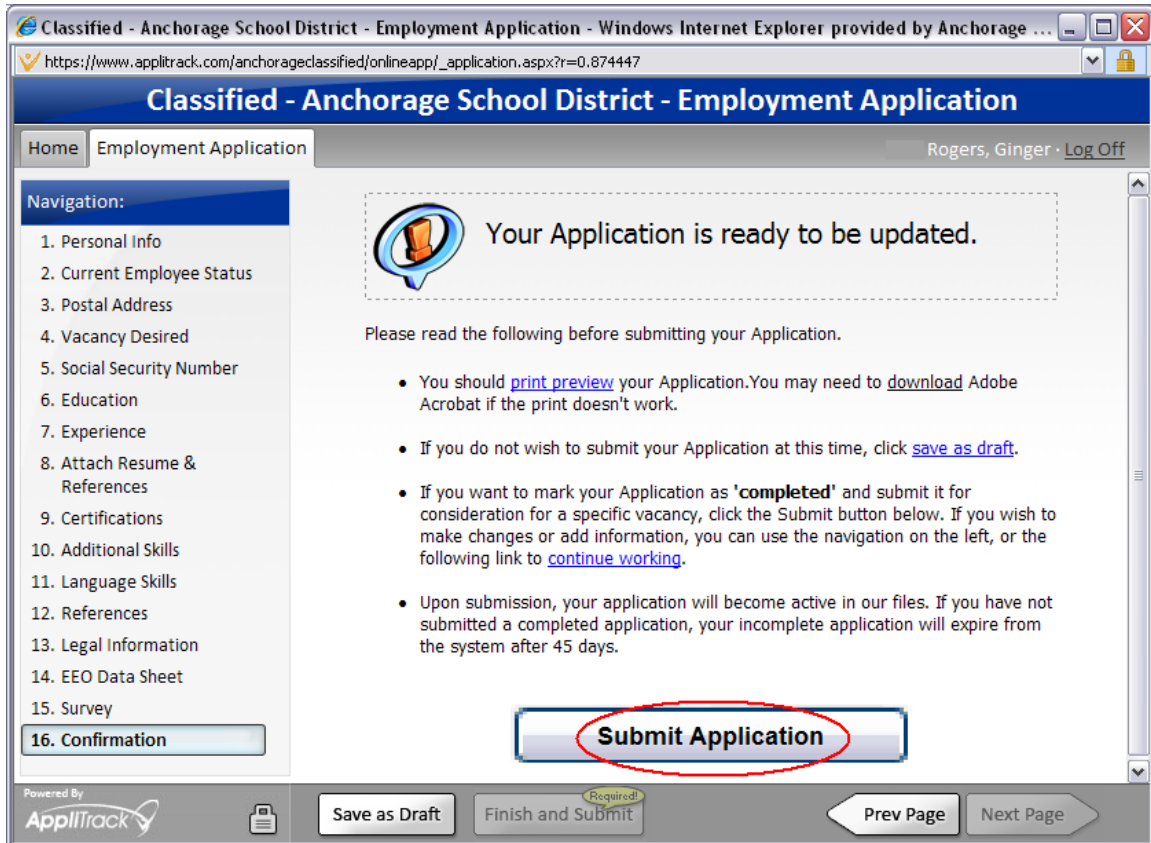 Classified - Anchorage School District - Employment Application - Windows Internet Explorer provided by Anchorage ...
https://www.applitrack.com/anchorageclassified/onlineapp/_application.aspx?r=0.874447
Classified - Anchorage School District - Employment Application
Home
Employment Application
Rogers, Ginger · Log Off
Navigation:
1. Personal Info
2. Current Employee Status
3. Postal Address
4. Vacancy Desired
5. Social Security Number
6. Education
7. Experience
8. Attach Resume &
References
9. Certifications
10. Additional Skills
11. Language Skills
12. References
13. Legal Information
14. EEO Data Sheet
15. Survey
16. Confirmation
Your Application is ready to be updated.
Please read the following before submitting your Application.
• You should print preview your Application.You may need to download Adobe
Acrobat if the print doesn't work.
• If you do not wish to submit your Application at this time, click save as draft.
• If you want to mark your Application as 'completed' and submit it for
consideration for a specific vacancy, click the Submit button below. If you wish to
make changes or add information, you can use the navigation on the left, or the
following link to continue working.
• Upon submission, your application will become active in our files. If you have not
submitted a completed application, your incomplete application will expire from
the system after 45 days.
Submit Application
Powered By
AppliTrack
Save as Draft
Required!
Finish and Submit
Prev Page
Next Page